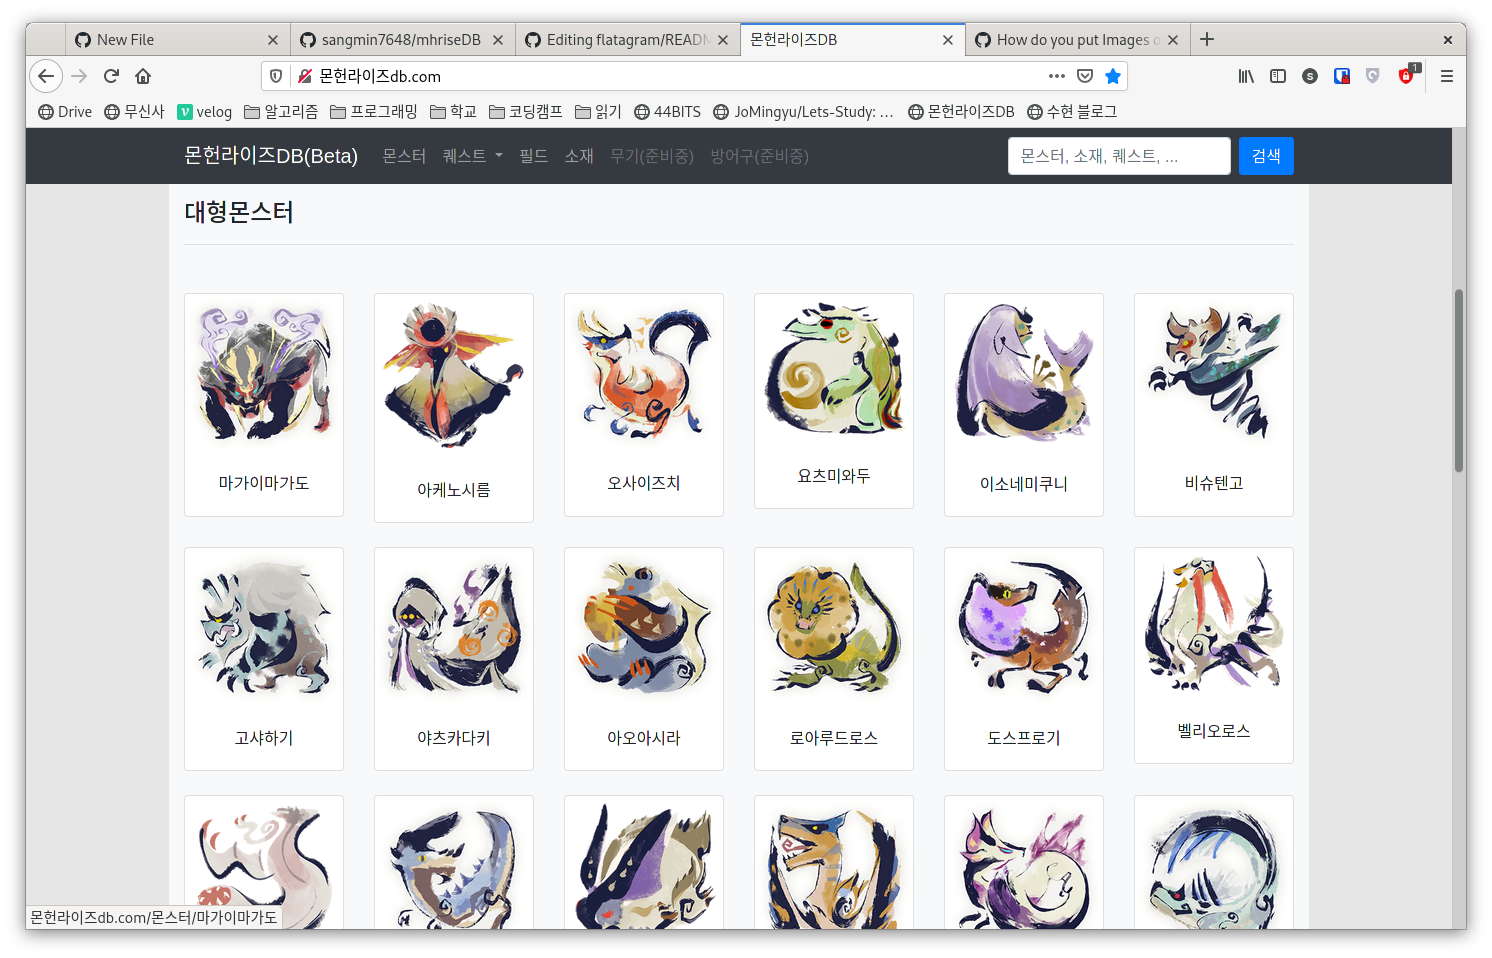 New File
sangmin7648/mhriseDB
Editing flatagram/READM
몬헌라이즈DB
How do you put Images o
몬헌라이즈db.com
1
Drive
무신사
velog
알고리즘
프로그래밍
학교
코딩캠프
읽기
44BITS
JoMingyu/Lets-Study: ...
몬헌라이즈DB
수현 블로그
몬헌라이즈DB(Beta)
몬스터
퀘스트
필드
소재
무기(준비중)
방어구(준비중)
몬스터, 소재, 퀘스트, ...
검색
대형몬스터
마가이마가도
아케노시름
오사이즈치
요츠미와두
이소네미쿠니
비슈텐고
고샤하기
야츠카다키
아오아시라
로아루드로스
도스프로기
벨리오로스
몬헌라이즈db.com/몬스터/마가이마가도